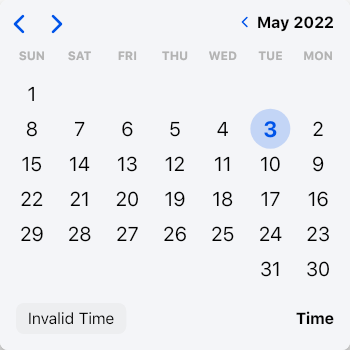 May 2022
SUN SAT FRI THU WED TUE MON
1
8 7 6 5 4 3 2
15 14 13 12 11 10 9
22 21 20 19 18 17 16
29 28 27 26 25 24 23
31 30
Invalid Time Time